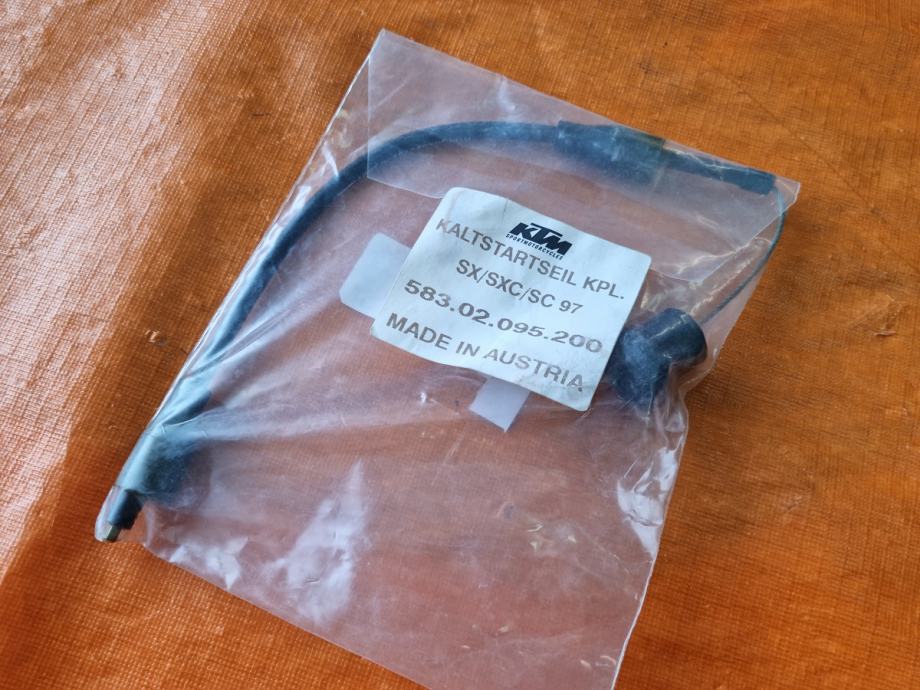 KTM
SPORTMOTORCYCLES
KALTSTARTSEIL KPL.
SX/SXC/SC 97
583.02.095.200
MADE IN AUSTRIA